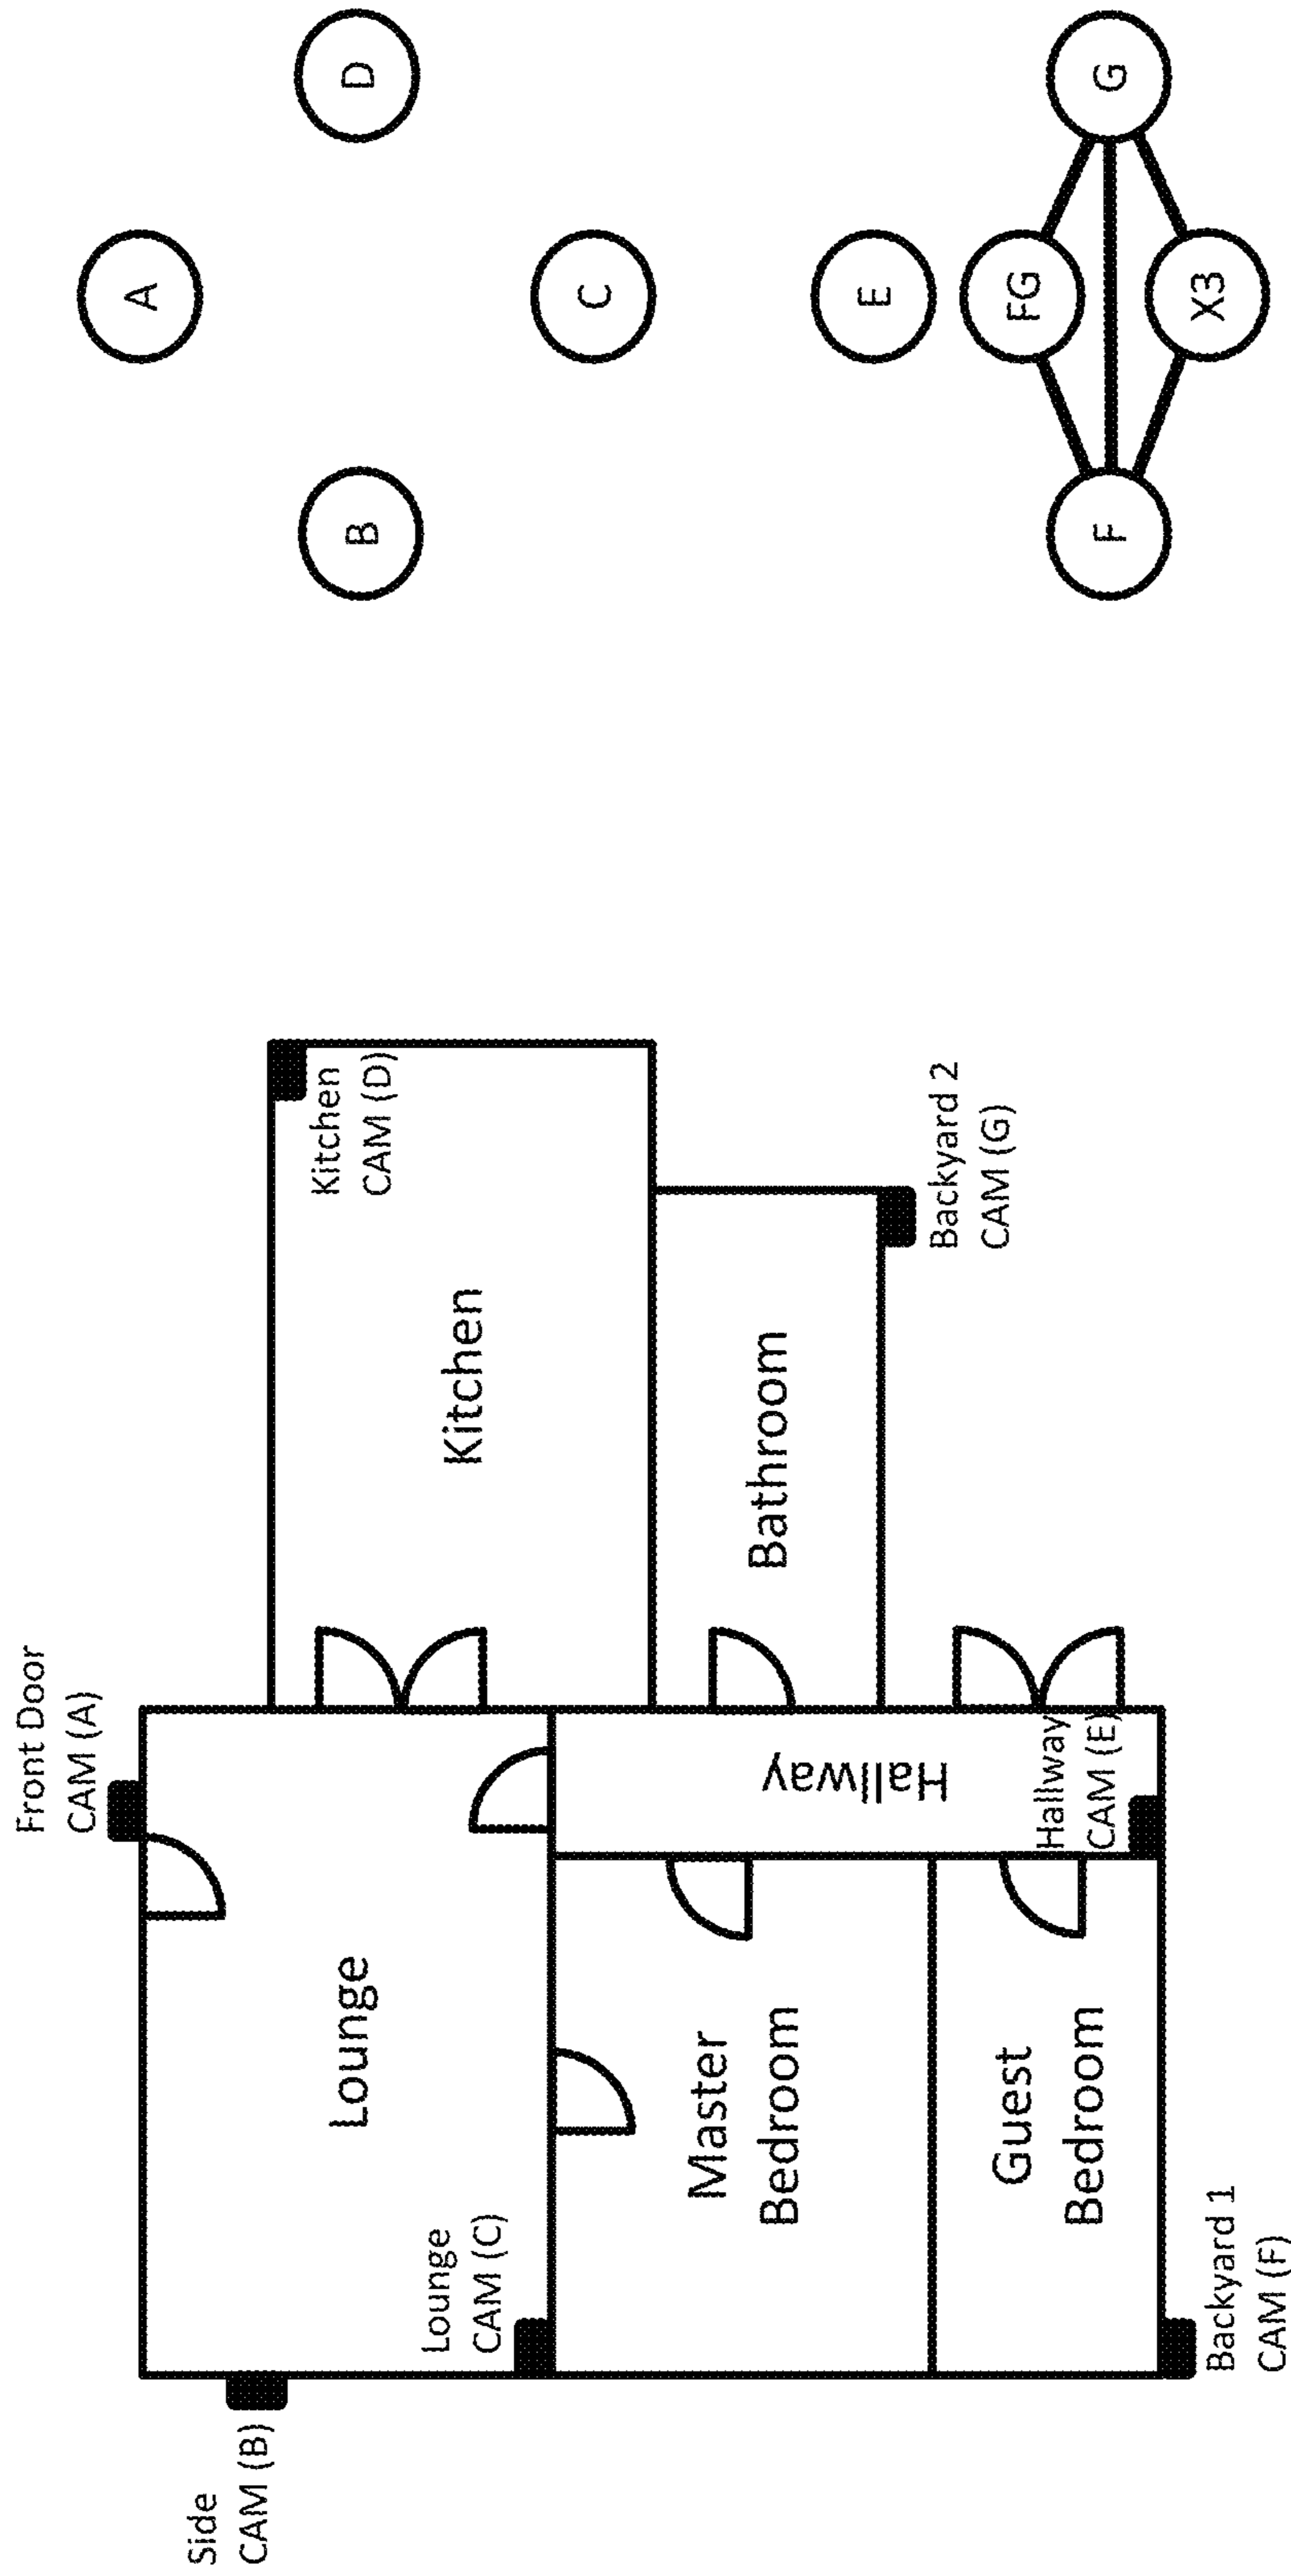 Front Door
CAM (A)
Side
CAM (B)
Lounge
Lounge
CAM (C)
Kitchen
CAM (D)
Kitchen
Master
Bedroom
Hallway
Bathroom
Guest
Bedroom
Hallway
CAM (E)
Backyard 2
CAM (G)
Backyard 1
CAM (F)
A
B
D
C
E
FG
F
G
X3